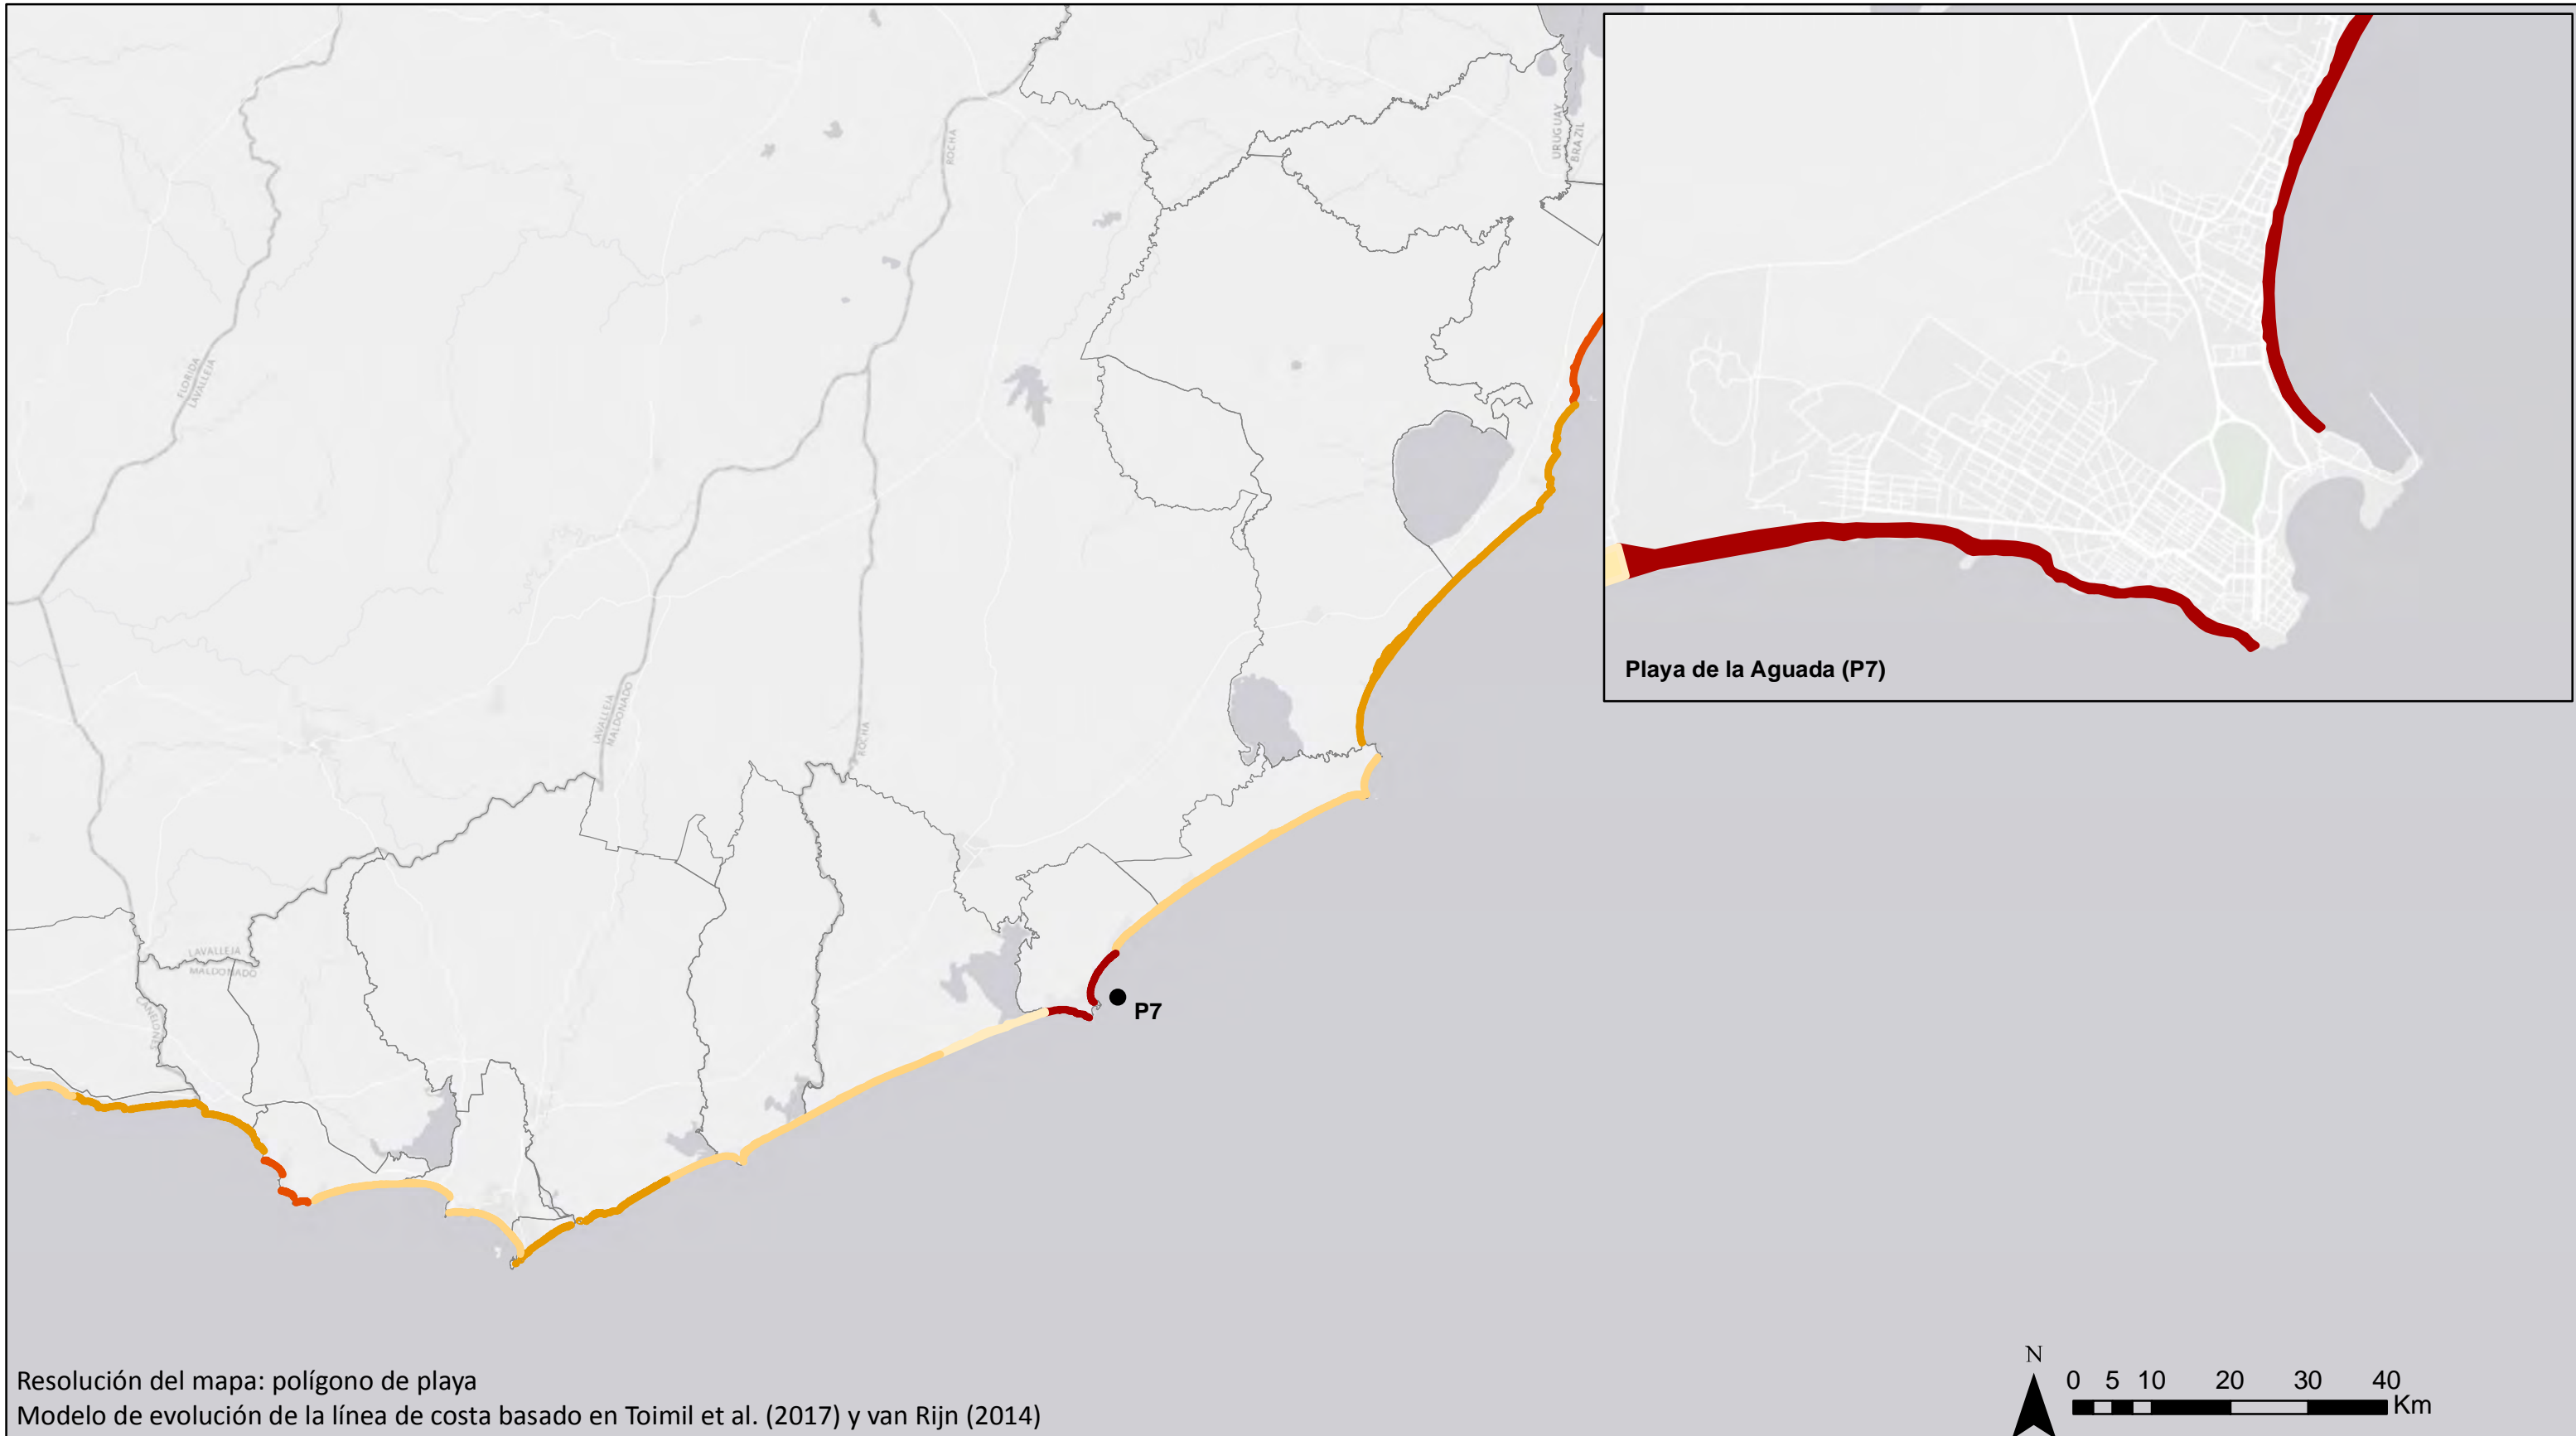 URUGUAY
BRAZIL
ROCHA
FLORIDA
LAVALLEJA
LAVALLEJA
MALDONADO
ROCHA
LAVALLEJA
MALDONADO
CANELONES
P7
Playa de la Aguada (P7)
Resolución del mapa: polígono de playa
Modelo de evolución de la línea de costa basado en Toimil et al. (2017) y van Rijn (2014)
N
0 5 10 20 30 40
Km